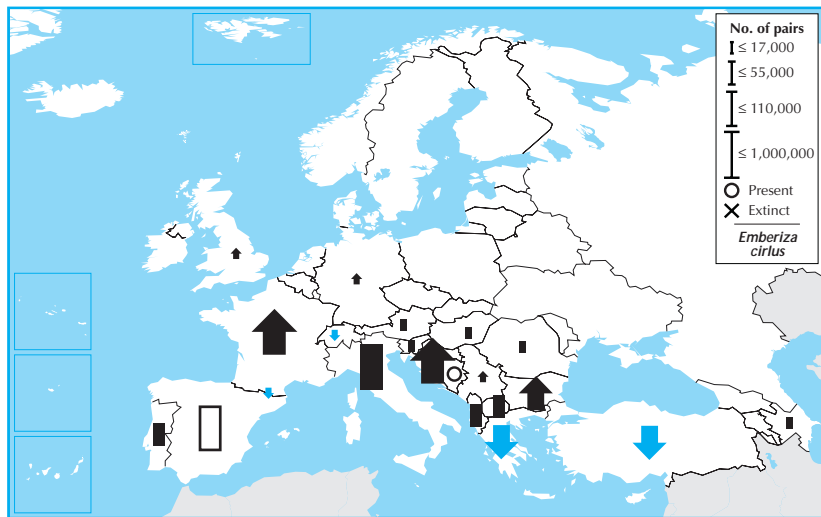 No. of pairs
≤ 17,000
≤ 55,000
≤ 110,000
≤ 1,000,000
Present
Extinct
Emberiza
cirlus